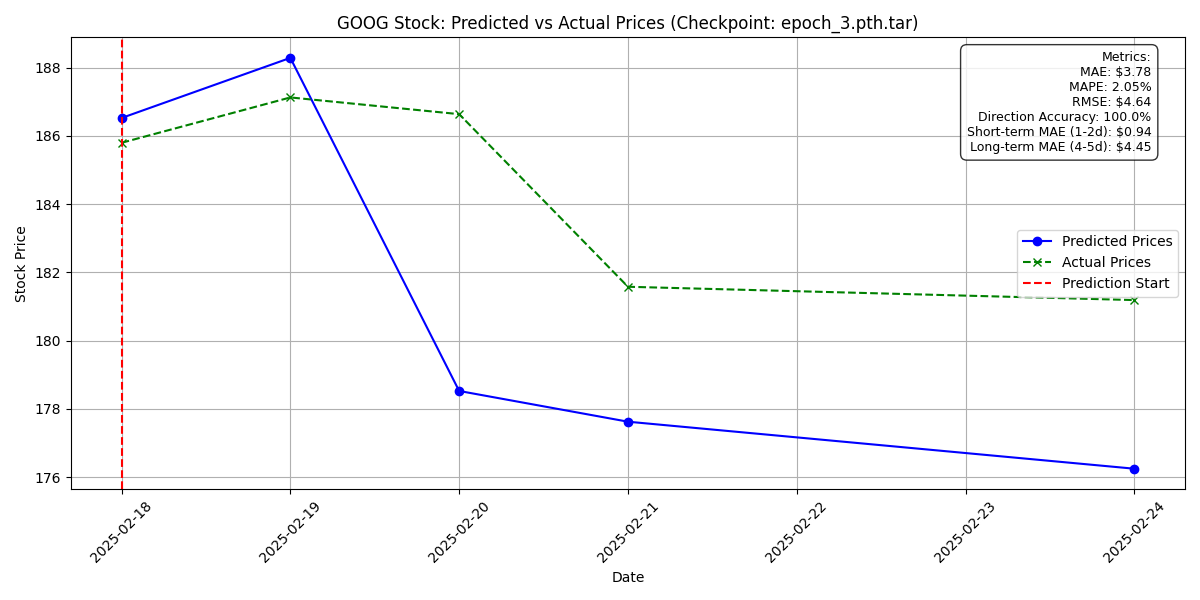 GOOG Stock: Predicted vs Actual Prices (Checkpoint: epoch_3.pth.tar)
Metrics:
MAE: $3.78
MAPE: 2.05%
RMSE: $4.64
Direction Accuracy: 100.0%
Short-term MAE (1-2d): $0.94
Long-term MAE (4-5d): $4.45
Predicted Prices
Actual Prices
Prediction Start
Stock Price
188
186
184
182
180
178
176
2025-02-18
2025-02-19
2025-02-20
2025-02-21
2025-02-22
2025-02-23
2025-02-24
Date